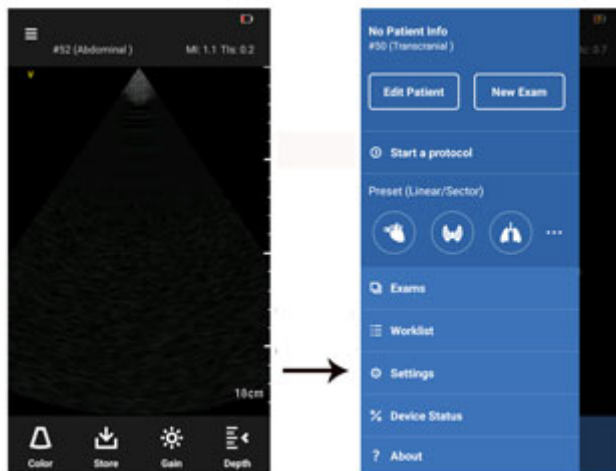 #52 (Abdominal )
MI: 1.1 TIs: 0.2
V
18cm
Color
Store
Gain
Depth
No Patient Info
#50 (Transcranial )
Edit Patient
New Exam
Start a protocol
Preset (Linear/Sector)
Exams
Worklist
Settings
Device Status
? About